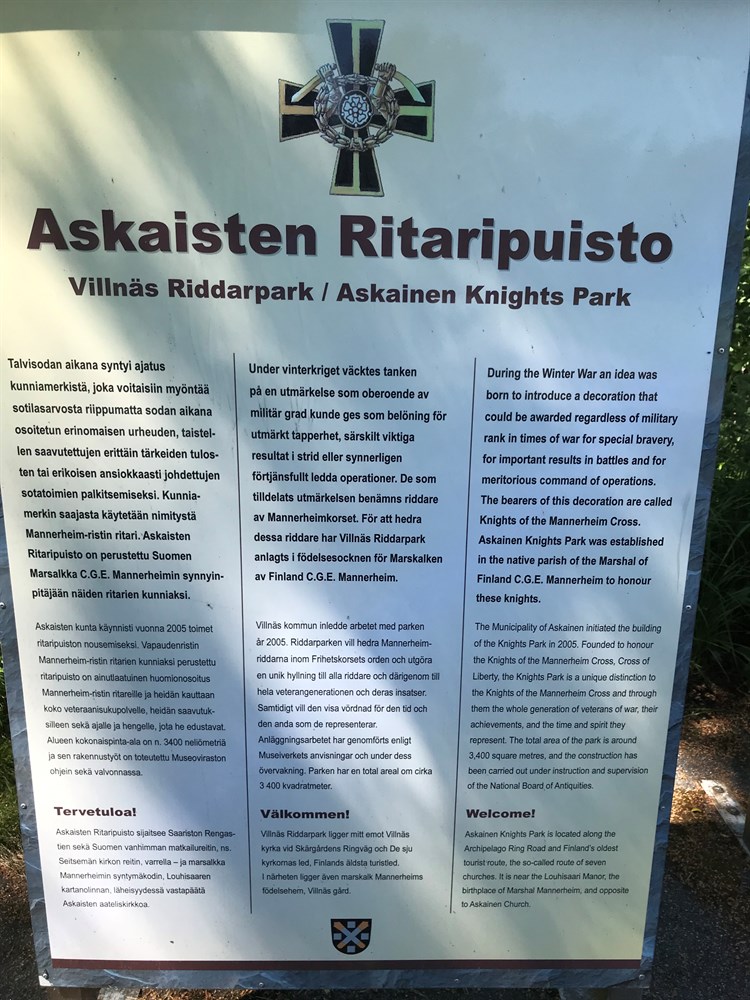 Askaisten Ritaripuisto
Villnäs Riddarpark / Askainen Knights Park
Talvisodan aikana syntyi ajatus
kunniamerkistä, joka voitaisiin myöntää
sotilasarvosta riippumatta sodan aikana
osoitetun erinomaisen urheuden, taistel-
len saavutettujen erittäin tärkeiden tulos-
ten tai erikoisen ansiokkaasti johdettujen
sotatoimien palkitsemiseksi. Kunnia-
merkin saajasta käytetään nimitystä
Mannerheim-ristin ritari. Askaisten
Ritaripuisto on perustettu Suomen
Marsalkka C.G.E. Mannerheimin synnyin-
pitäjään näiden ritarien kunniaksi.
Askaisten kunta käynnisti vuonna 2005 toimet
ritaripuiston nousemiseksi. Vapaudenristin
Mannerheim-ristin ritarien kunniaksi perustettu
ritaripuisto on ainutlaatuinen huomionosoitus
Mannerheim-ristin ritareille ja heidän kauttaan
koko veteraanisukupolvelle, heidän saavutuk-
silleen sekä ajalle ja hengelle, jota he edustavat.
Alueen kokonaispinta-ala on n. 3400 neliömetriä
ja sen rakennustyöt on toteutettu Museoviraston
ohjein sekä valvonnassa.
Tervetuloa!
Askaisten Ritaripuisto sijaitsee Saariston Rengas-
tien sekä Suomen vanhimman matkailureitin, ns.
Seitsemän kirkon reitin, varrella – ja marsalkka
Mannerheimin syntymäkodin, Louhisaaren
kartanolinnan, läheisyydessä vastapäätä
Askaisten aateliskirkkoa.
Under vinterkriget väcktes tanken
på en utmärkelse som oberoende av
militär grad kunde ges som belöning för
utmärkt tapperhet, särskilt viktiga
resultat i strid eller synnerligen
förtjänsfullt ledda operationer. De som
tilldelats utmärkelsen benämns riddare
av Mannerheimkorset. För att hedra
dessa riddare har Villnäs Riddarpark
anlagts i födelsesocknen för Marskalken
av Finland C.G.E. Mannerheim.
Villnäs kommun inledde arbetet med parken
år 2005. Riddarparken vill hedra Mannerheim-
riddarna inom Frihetskorsets orden och utgöra
en unik hyllning till alla riddare och därigenom till
hela veterangenerationen och deras insatser.
Samtidigt vill den visa vördnad för den tid och
den anda som de representerar.
Anläggningsarbetet har genomförts enligt
Museiverkets anvisningar och under dess
övervakning. Parken har en total areal om cirka
3 400 kvadratmeter.
Välkommen!
Villnäs Riddarpark ligger mitt emot Villnäs
kyrka vid Skärgårdens Ringväg och De sju
kyrkornas led, Finlands äldsta turistled.
I närheten ligger även marskalk Mannerheims
födelsehem, Villnäs gård.
During the Winter War an idea was
born to introduce a decoration that
could be awarded regardless of military
rank in times of war for special bravery,
for important results in battles and for
meritorious command of operations.
The bearers of this decoration are called
Knights of the Mannerheim Cross.
Askainen Knights Park was established
in the native parish of the Marshal of
Finland C.G.E. Mannerheim to honour
these knights.
The Municipality of Askainen initiated the building
of the Knights Park in 2005. Founded to honour
the Knights of the Mannerheim Cross, Cross of
Liberty, the Knights Park is a unique distinction to
the Knights of the Mannerheim Cross and through
them the whole generation of veterans of war, their
achievements, and the time and spirit they
represent. The total area of the park is around
3,400 square metres, and the construction has
been carried out under instruction and supervision
of the National Board of Antiquities.
Welcome!
Askainen Knights Park is located along the
Archipelago Ring Road and Finland's oldest
tourist route, the so-called route of seven
churches. It is near the Louhisaari Manor, the
birthplace of Marshal Mannerheim, and opposite
to Askainen Church.